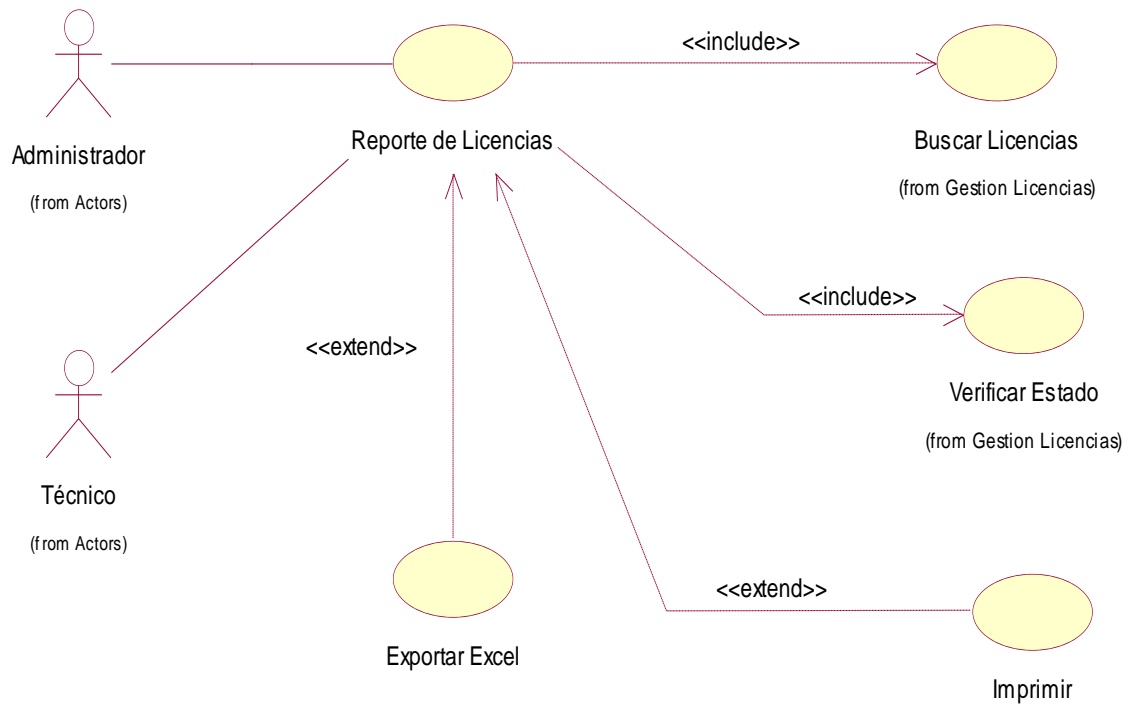 <<include>>
Reporte de Licencias
Buscar Licencias
(from Gestion Licencias)
Administrador
(from Actors)
<<include>>
<<extend>>
Verificar Estado
(from Gestion Licencias)
Técnico
(from Actors)
<<extend>>
Exportar Excel
Imprimir